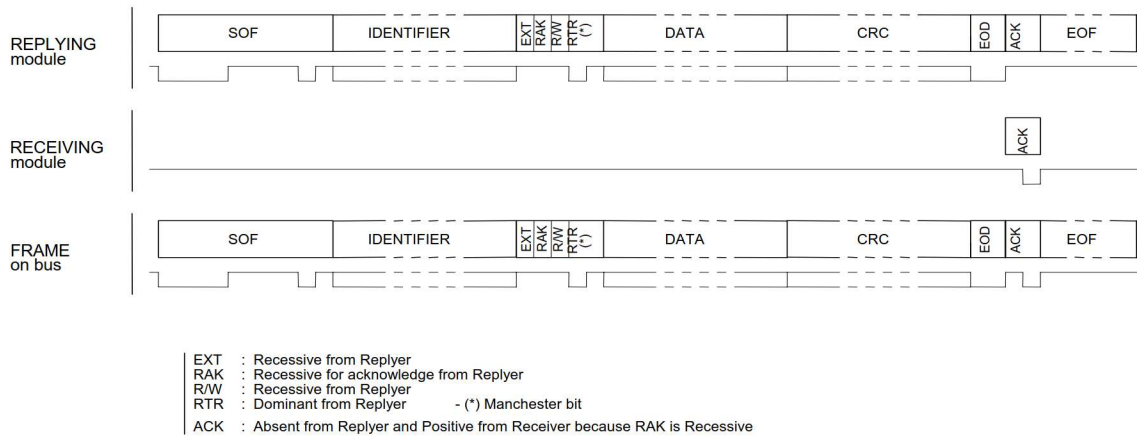 REPLYING
module
SOF
IDENTIFIER
EXT
RAK
R/W
RTR
(*)
DATA
CRC
EOD
ACK
EOF
RECEIVING
module
ACK
FRAME
on bus
SOF
IDENTIFIER
EXT
RAK
R/W
RTR
(*)
DATA
CRC
EOD
ACK
EOF
EXT : Recessive from Replyer
RAK : Recessive for acknowledge from Replyer
R/W : Recessive from Replyer
RTR : Dominant from Replyer - (*) Manchester bit
ACK : Absent from Replyer and Positive from Receiver because RAK is Recessive